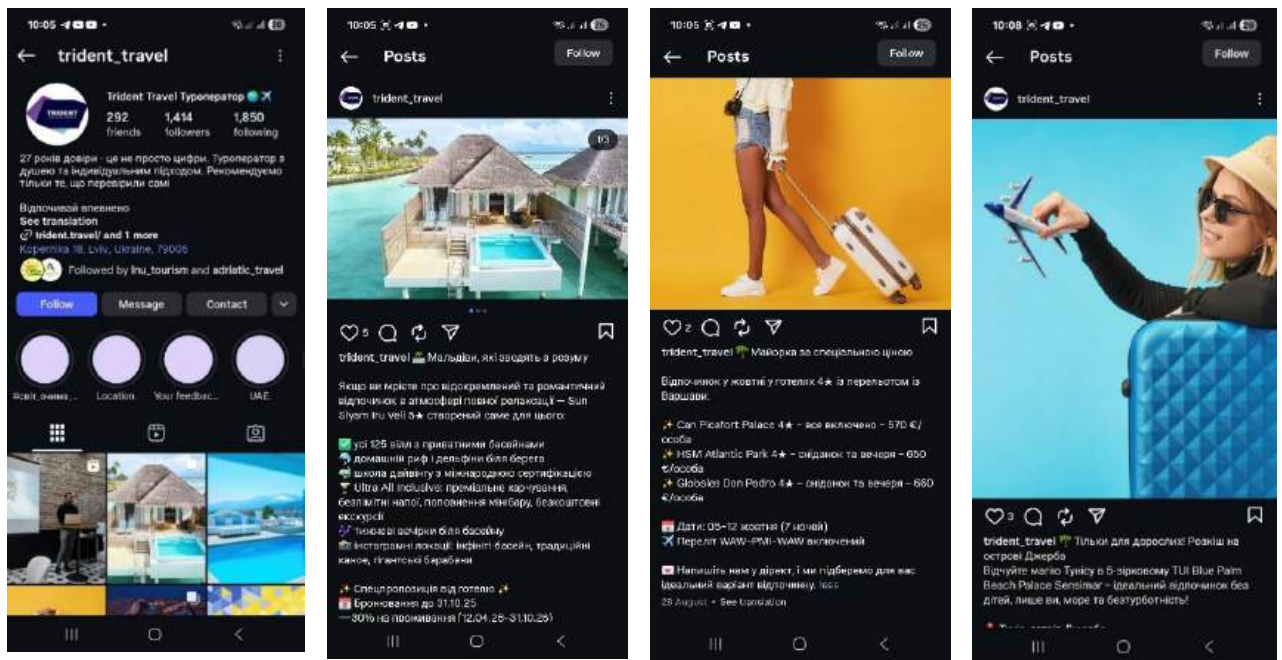 10:05
trident_travel
TRIDENT
Trident Travel Туроператор
292
1,414
1,850
friends
followers
following
27 років довіри - це не просто цифри. Туроператор з
душею та індивідуальним підходом. Рекомендуємо
тільки те, що перевірили самі
Відпочивай впевнено
See translation
trident.travel/ and 1 more
Kopernika 18, Lviv, Ukraine, 79005
Followed by lnu_tourism and adriatic_travel
Follow
Message
Contact
Location
Your feedbac...
UAE
10:05
Posts
Follow
trident_travel
1/3
5
trident_travel Мальдіви, які зводять з розуму
Якщо ви мрієте про відокремлений та романтичний
відпочинок в атмосфері повної релаксації — Sun
Siyam Iru Veli 5★ створений саме для цього:
усі 125 вілл з приватними басейнами
домашній риф і дельфіни біля берега
школа дайвінгу з міжнародною сертифікацією
Ultra All Inclusive: преміальне харчування,
безлімітні напої, поповнення мінібару, безкоштовні
екскурсії
тижневі вечірки біля басейну
інстаграмні локації: інфініті-басейн, традиційні
каное, гігантські барабани
Спецпропозиція від готелю
Бронювання до 31.10.25
—30% на проживання (12.04.26–31.10.26)
10:05
Posts
Follow
2
trident_travel Майорка за спеціальною ціною
Відпочинок у жовтні у готелях 4★ із перельотом із
Варшави:
Can Picafort Palace 4★ – все включено – 570 €/
особа
HSM Atlantic Park 4★ – сніданок та вечеря – 650
€/особа
Globales Don Pedro 4★ – сніданок та вечеря – 660
€/особа
Дати: 05–12 жовтня (7 ночей)
Переліт WAW–PMI–WAW включений
Напишіть нам у дірект, і ми підберемо для вас
ідеальний варіант відпочинку. less
28 August • See translation
10:08
Posts
Follow
trident_travel
3
trident_travel Тільки для дорослих! Розкіш на
острові Джерба
Відчуйте магію Тунісу в 5-зірковому TUI Blue Palm
Beach Palace Sensimar – ідеальний відпочинок без
дітей, лише ви, море та безтурботність!